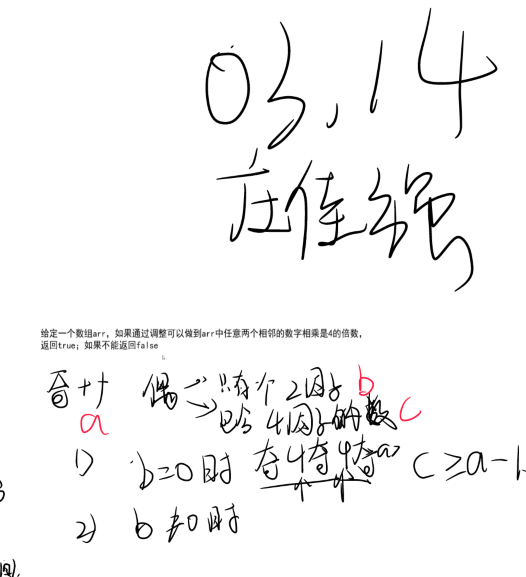 03.14
庄佳强
给定一个数组arr，如果通过调整可以做到arr中任意两个相邻的数字相乘是4的倍数，
返回true；如果不能返回false
奇 偶 只有1个2因子 b
a 包含4因子的数 c
1) b=0时 奇4奇4奇 a c≥a-1
2) b≠0时